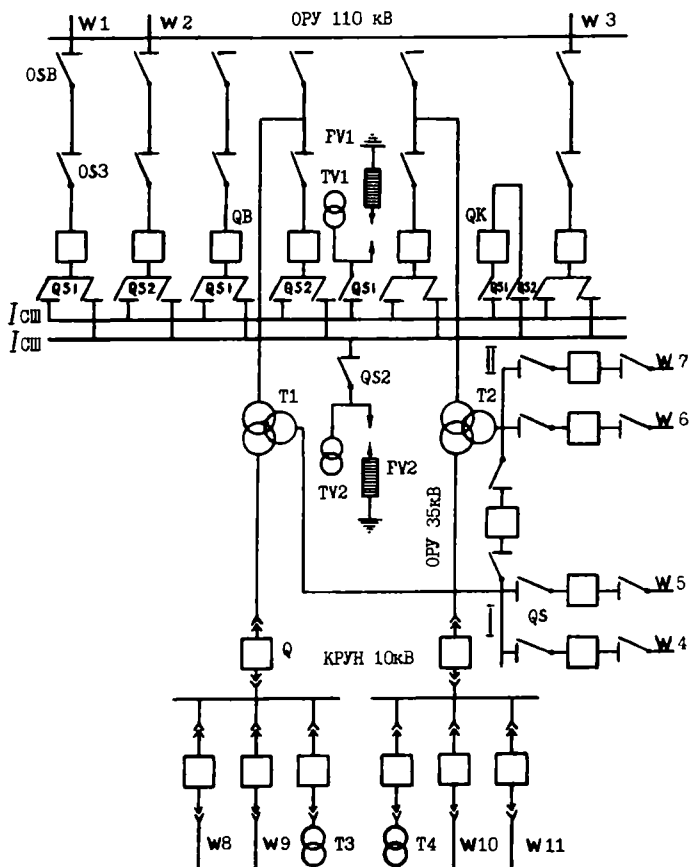 W1 W2 ОРУ 110 кВ W3
OSB
OS3
FV1
TV1
QB
QK
QS1 QS2 QS1 QS2 QS1 QS1 QS2
I СШ
I СШ
QS2
II
W7
T1
T2
W6
TV2
FV2
ОРУ 35кВ
W5
I
QS
W4
Q
КРУН 10кВ
W8 W9 T3 T4 W10 W11